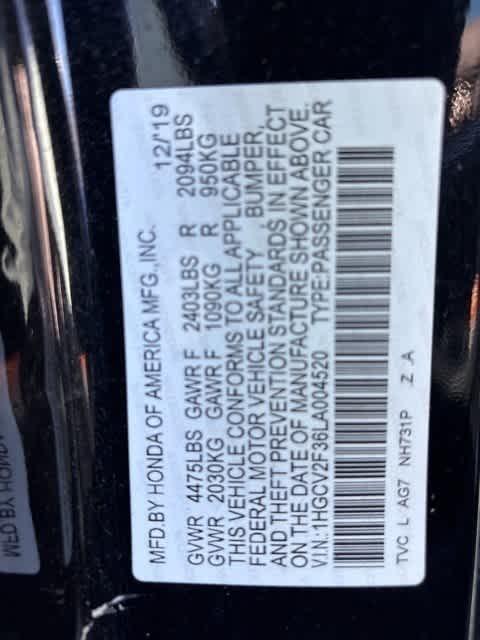 MFD.BY HONDA OF AMERICA MFG., INC. 12/'19
GVWR 4475LBS GAWR F 2403LBS R 2094LBS
GVWR 2030KG GAWR F 1090KG R 950KG
THIS VEHICLE CONFORMS TO ALL APPLICABLE
FEDERAL MOTOR VEHICLE SAFETY , BUMPER,
AND THEFT PREVENTION STANDARDS IN EFFECT
ON THE DATE OF MANUFACTURE SHOWN ABOVE.
V.I.N.:1HGCV2F36LA004520 TYPE:PASSENGER CAR
TVC L AG7 NH731P Z A
MFD BY